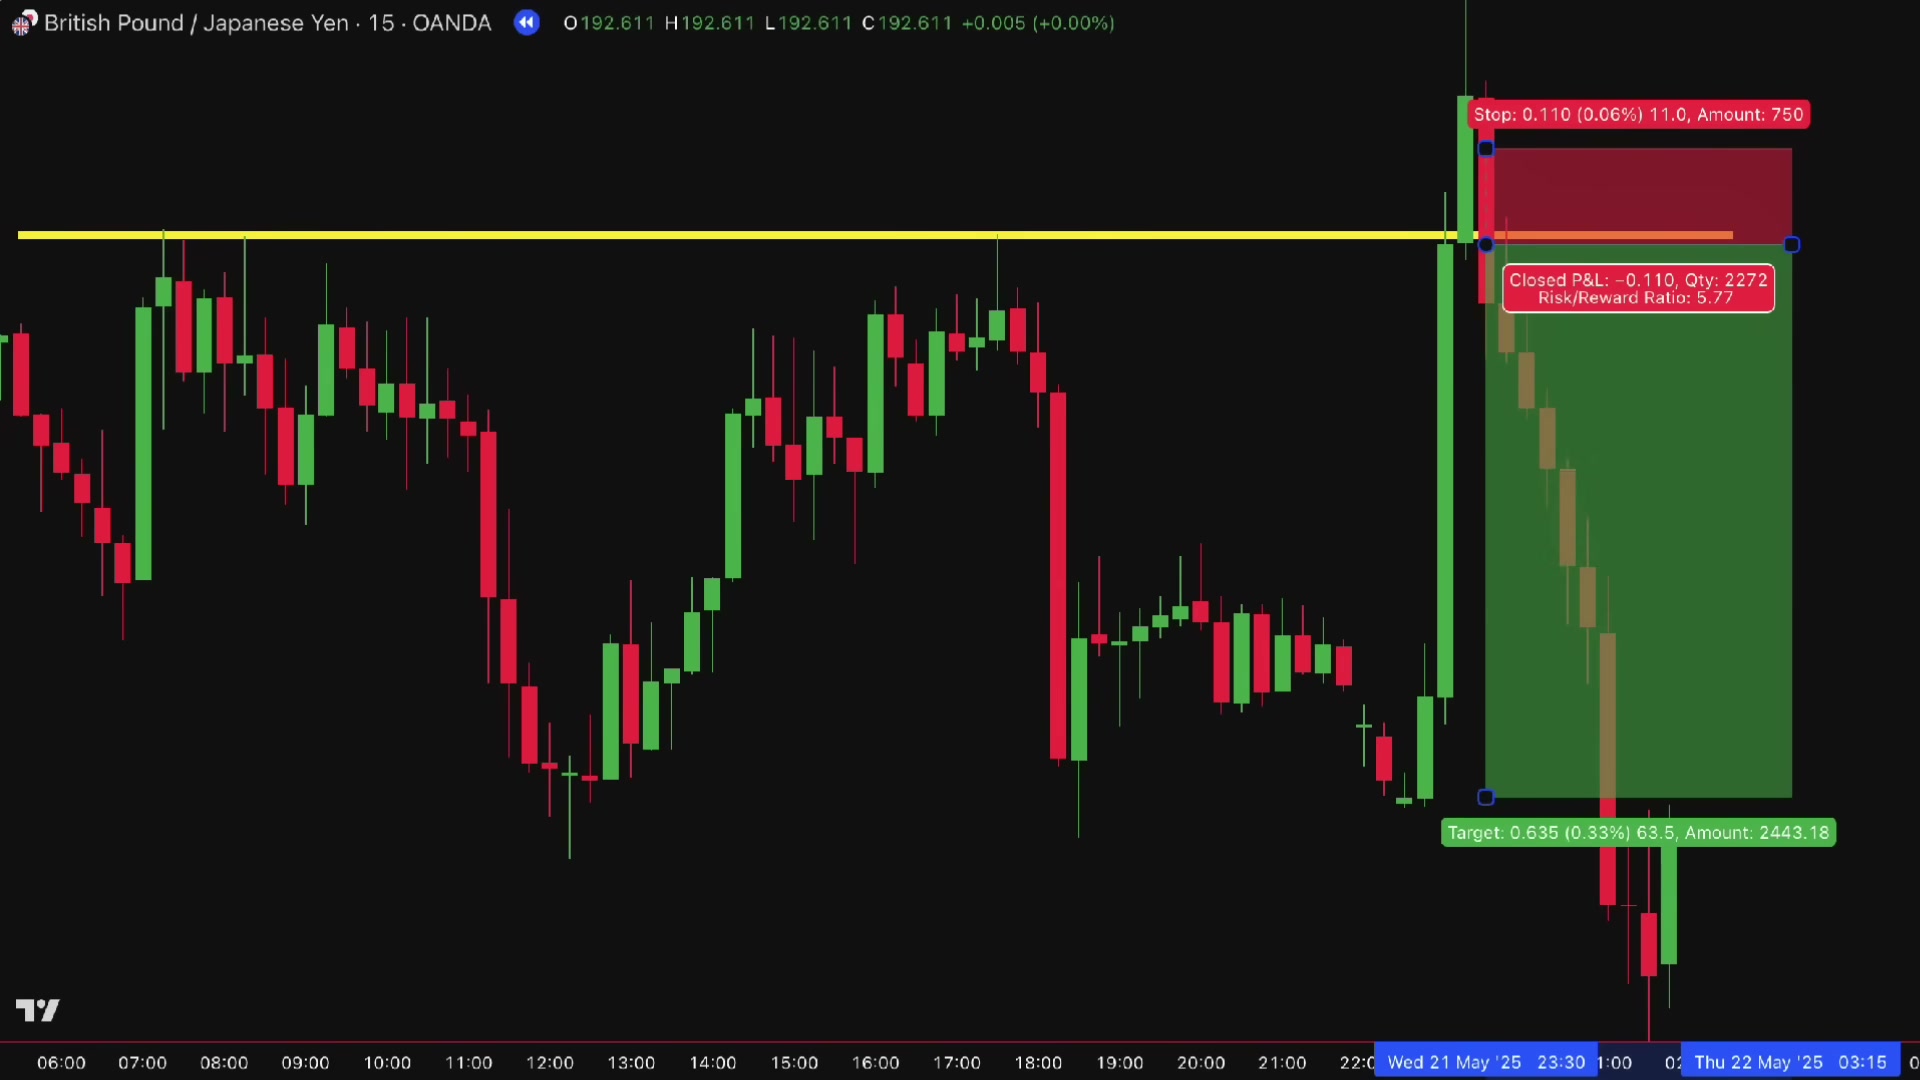 British Pound / Japanese Yen · 15 · OANDA O192.611 H192.611 L192.611 C192.611 +0.005 (+0.00%)
Stop: 0.110 (0.06%) 11.0, Amount: 750
Closed P&L: −0.110, Qty: 2272
Risk/Reward Ratio: 5.77
Target: 0.635 (0.33%) 63.5, Amount: 2443.18
06:00 07:00 08:00 09:00 10:00 11:00 12:00 13:00 14:00 15:00 16:00 17:00 18:00 19:00 20:00 21:00 22:0 Wed 21 May '25 23:30 1:00 02 Thu 22 May '25 03:15 0